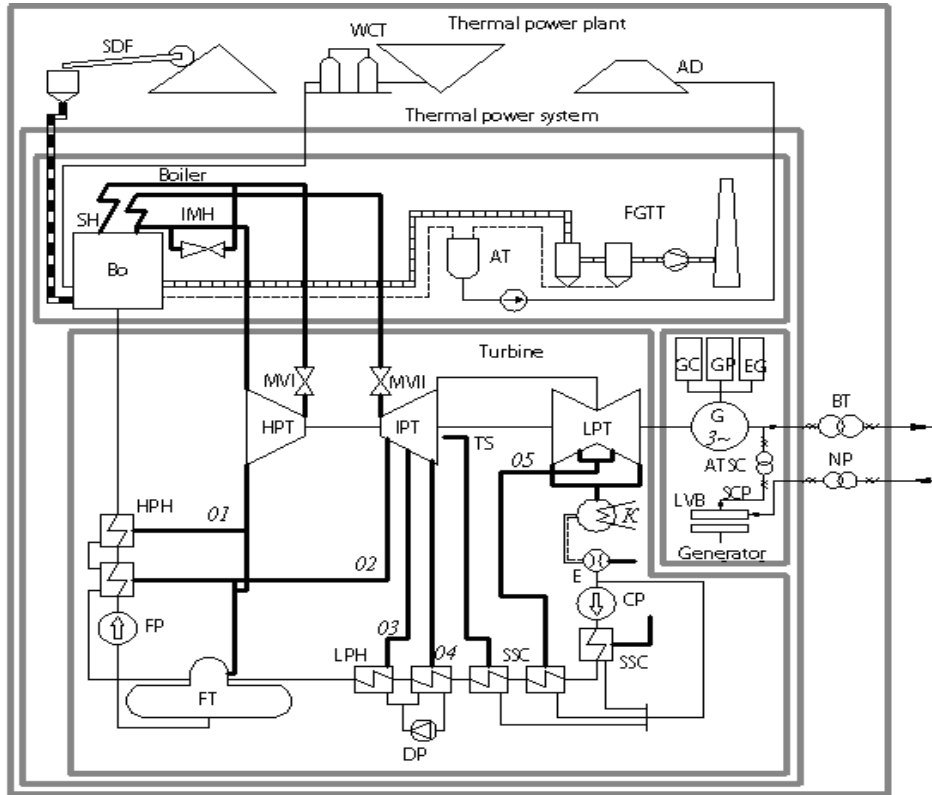 Thermal power plant
WCT
SDF
AD
Thermal power system
Boiler
SH
IMH
FGTT
Bo
AT
Turbine
GC GP EG
MVI
MVII
BT
G
3~
HPT
IPT
LPT
TS
ATSC
NP
05
SCP
LVB
HPH
01
K
Generator
02
E
CP
FP
03
LPH
04
SSC
SSC
FT
DP